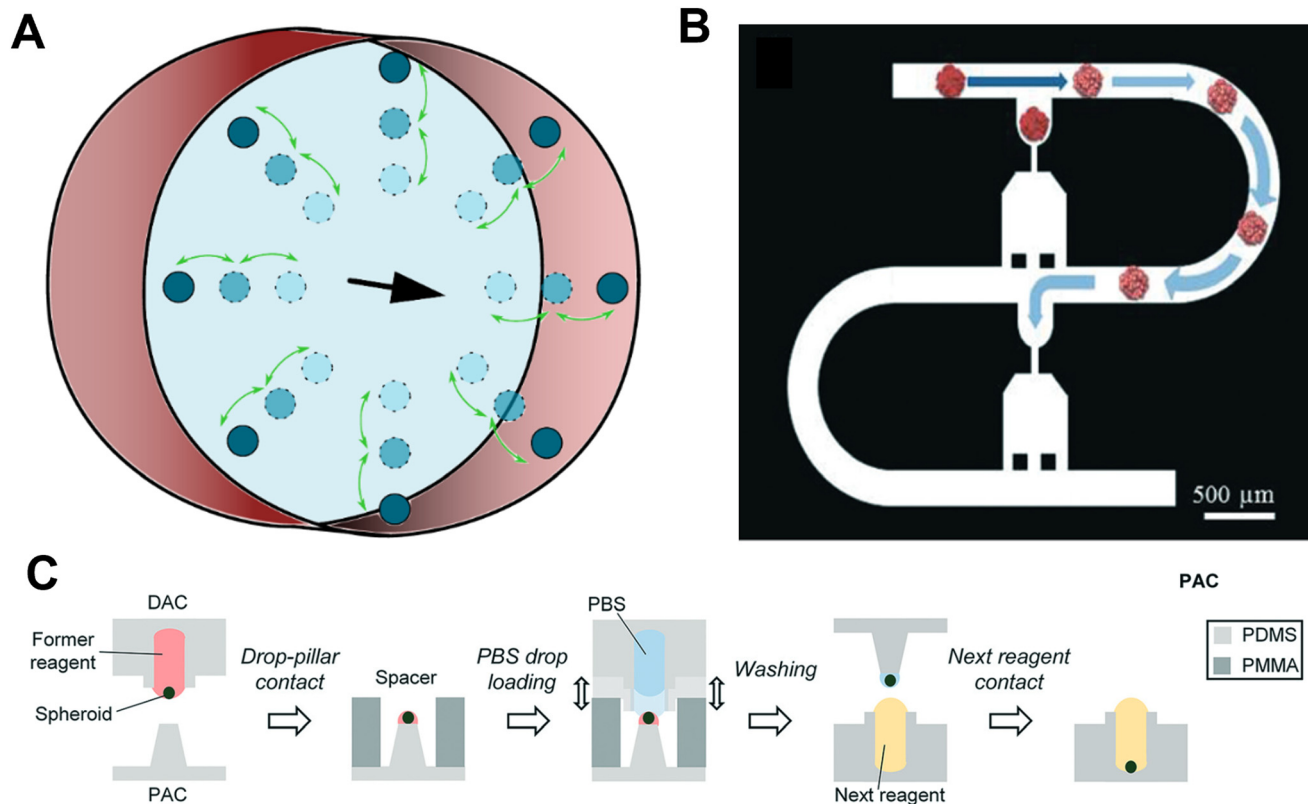 A
B
500 µm
C
PAC
DAC
Former
reagent
Spheroid
PAC
Drop-pillar
contact
Spacer
PBS drop
loading
PBS
Washing
Next reagent
Next reagent
contact
PDMS
PMMA